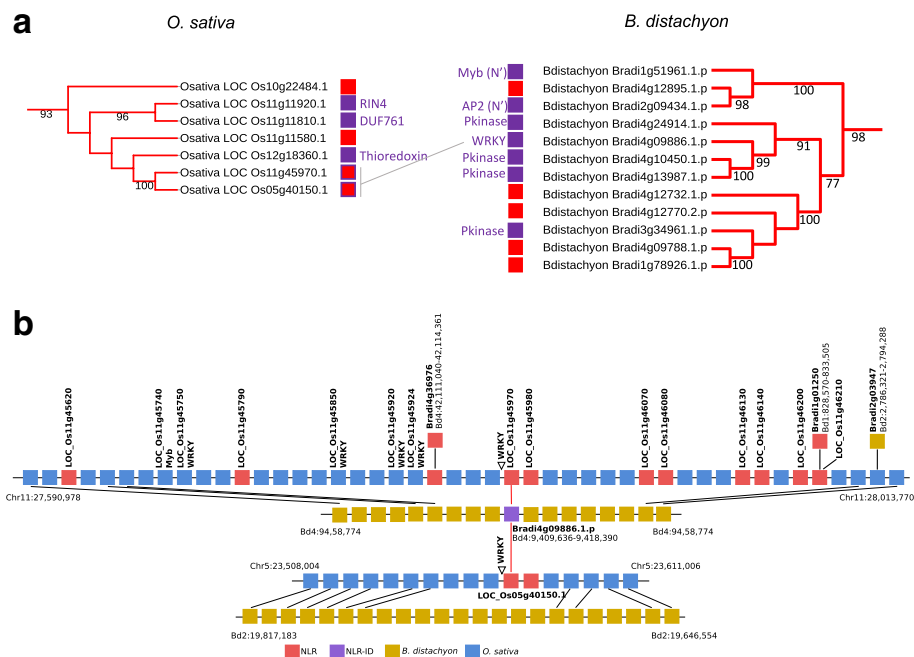 a
O. sativa
B. distachyon
Osativa LOC Os10g22484.1
Osativa LOC Os11g11920.1 RIN4
Osativa LOC Os11g11810.1 DUF761
Osativa LOC Os11g11580.1
Osativa LOC Os12g18360.1 Thioredoxin
Osativa LOC Os11g45970.1
Osativa LOC Os05g40150.1
93
96
100
Myb (N') Bdistachyon Bradi1g51961.1.p
Bdistachyon Bradi4g12895.1.p
AP2 (N') Bdistachyon Bradi2g09434.1.p
Pkinase Bdistachyon Bradi4g24914.1.p
WRKY Bdistachyon Bradi4g09886.1.p
Pkinase Bdistachyon Bradi4g10450.1.p
Pkinase Bdistachyon Bradi4g13987.1.p
Bdistachyon Bradi4g12732.1.p
Bdistachyon Bradi4g12770.2.p
Pkinase Bdistachyon Bradi3g34961.1.p
Bdistachyon Bradi4g09788.1.p
Bdistachyon Bradi1g78926.1.p
100
98
91
98
99
100
77
100
100
b
LOC_Os11g45620
LOC_Os11g45740
Myb
LOC_Os11g45750
WRKY
LOC_Os11g45790
LOC_Os11g45850
WRKY
LOC_Os11g45920
WRKY
LOC_Os11g45924
WRKY
Bradi4g36976
Bd4:42,111,040-42,114,361
WRKY
LOC_Os11g45970
LOC_Os11g45980
LOC_Os11g46070
LOC_Os11g46080
LOC_Os11g46130
LOC_Os11g46140
LOC_Os11g46200
Bradi1g01250
Bd1:828,570-833,505
LOC_Os11g46210
Bradi2g03947
Bd2:2,786,321-2,794,288
Chr11:27,590,978
Chr11:28,013,770
Bd4:94,58,774
Bradi4g09886.1.p
Bd4:9,409,636-9,418,390
Bd4:94,58,774
WRKY
Chr5:23,508,004
Chr5:23,611,006
LOC_Os05g40150.1
Bd2:19,817,183
Bd2:19,646,554
NLR
NLR-ID
B. distachyon
O. sativa